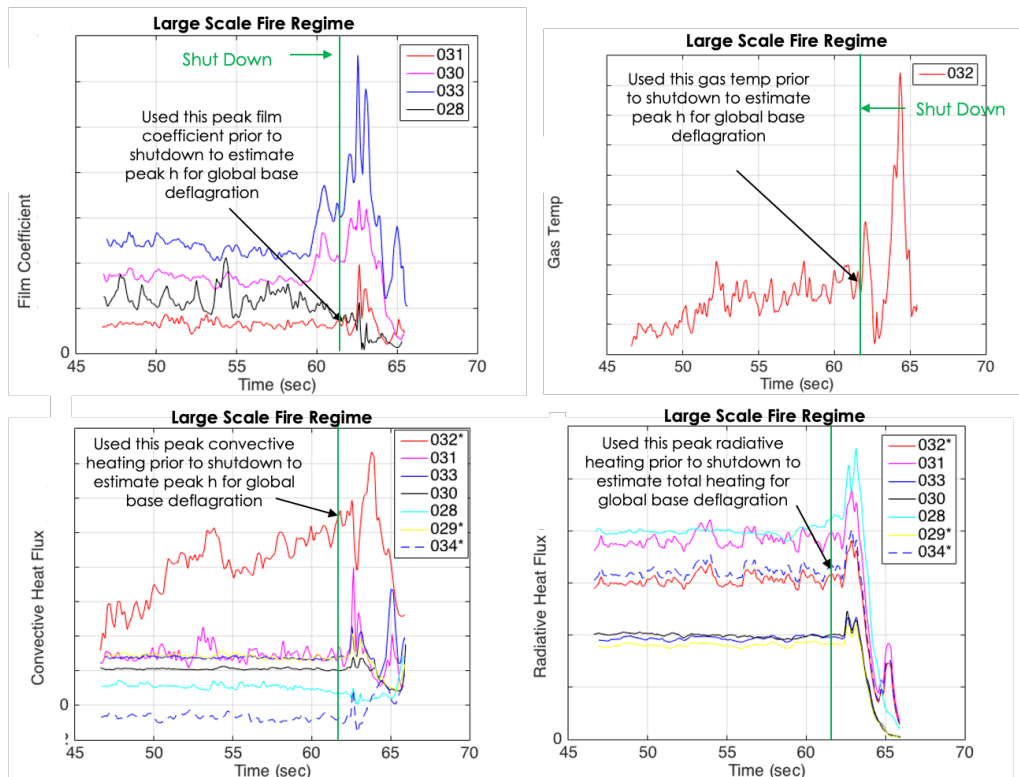 Large Scale Fire Regime
Shut Down
031
030
033
028
Used this peak film
coefficient prior to
shutdown to estimate
peak h for global base
deflagration
Film Coefficient
0
45
50
55
60
65
70
Time (sec)
Large Scale Fire Regime
032
Used this gas temp prior
to shutdown to estimate
peak h for global base
deflagration
Shut Down
Gas Temp
45
50
55
60
65
70
Time (sec)
Large Scale Fire Regime
Used this peak convective
heating prior to shutdown to
estimate peak h for global
base deflagration
032*
031
033
030
028
029*
034*
Convective Heat Flux
0
45
50
55
60
65
70
Time (sec)
Large Scale Fire Regime
Used this peak radiative
heating prior to shutdown to
estimate total heating for
global base deflagration
032*
031
033
030
028
029*
034*
Radiative Heat Flux
0
45
50
55
60
65
70
Time (sec)